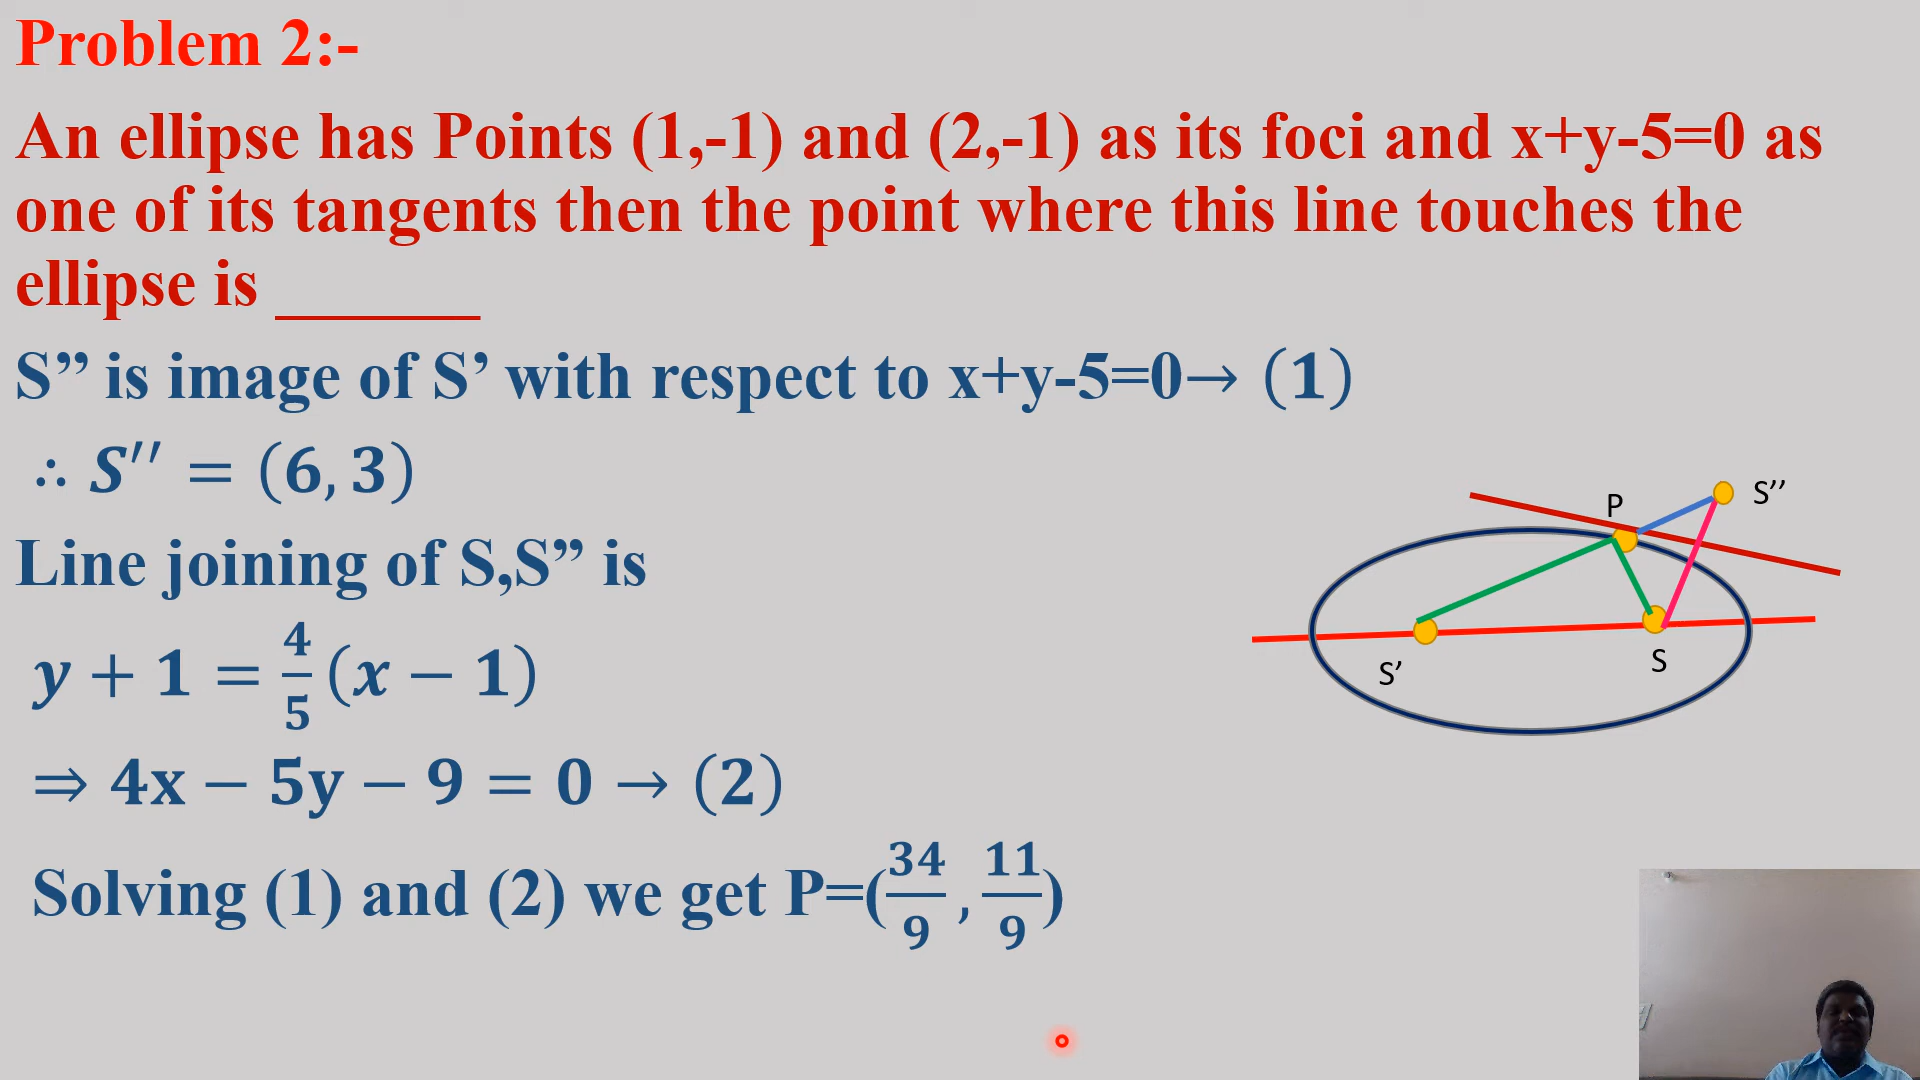 Problem 2:-
An ellipse has Points (1,-1) and (2,-1) as its foci and x+y-5=0 as
one of its tangents then the point where this line touches the
ellipse is _______
S’’ is image of S’ with respect to x+y-5=0→ (1)
∴ S′′ = (6, 3)
Line joining of S,S’’ is
y + 1 = 4/5 (x − 1)
⇒ 4x − 5y − 9 = 0 → (2)
Solving (1) and (2) we get P=(34/9 , 11/9)
P
S’’
S’
S